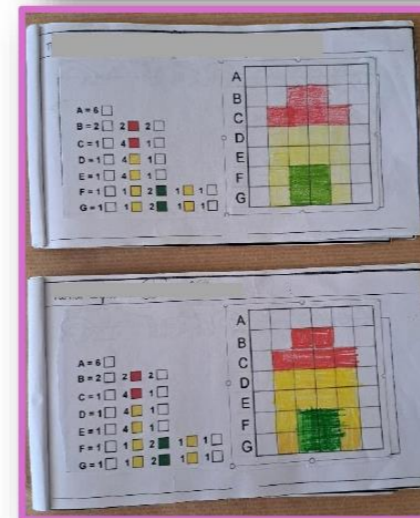 A
B
C
D
E
F
G
A = 6
B = 2 2 2
C = 1 4 1
D = 1 4 1
E = 1 4 1
F = 1 1 2 1 1
G = 1 1 2 1 1
A
B
C
D
E
F
G
A = 6
B = 2 2 2
C = 1 4 1
D = 1 4 1
E = 1 4 1
F = 1 1 2 1 1
G = 1 1 2 1 1